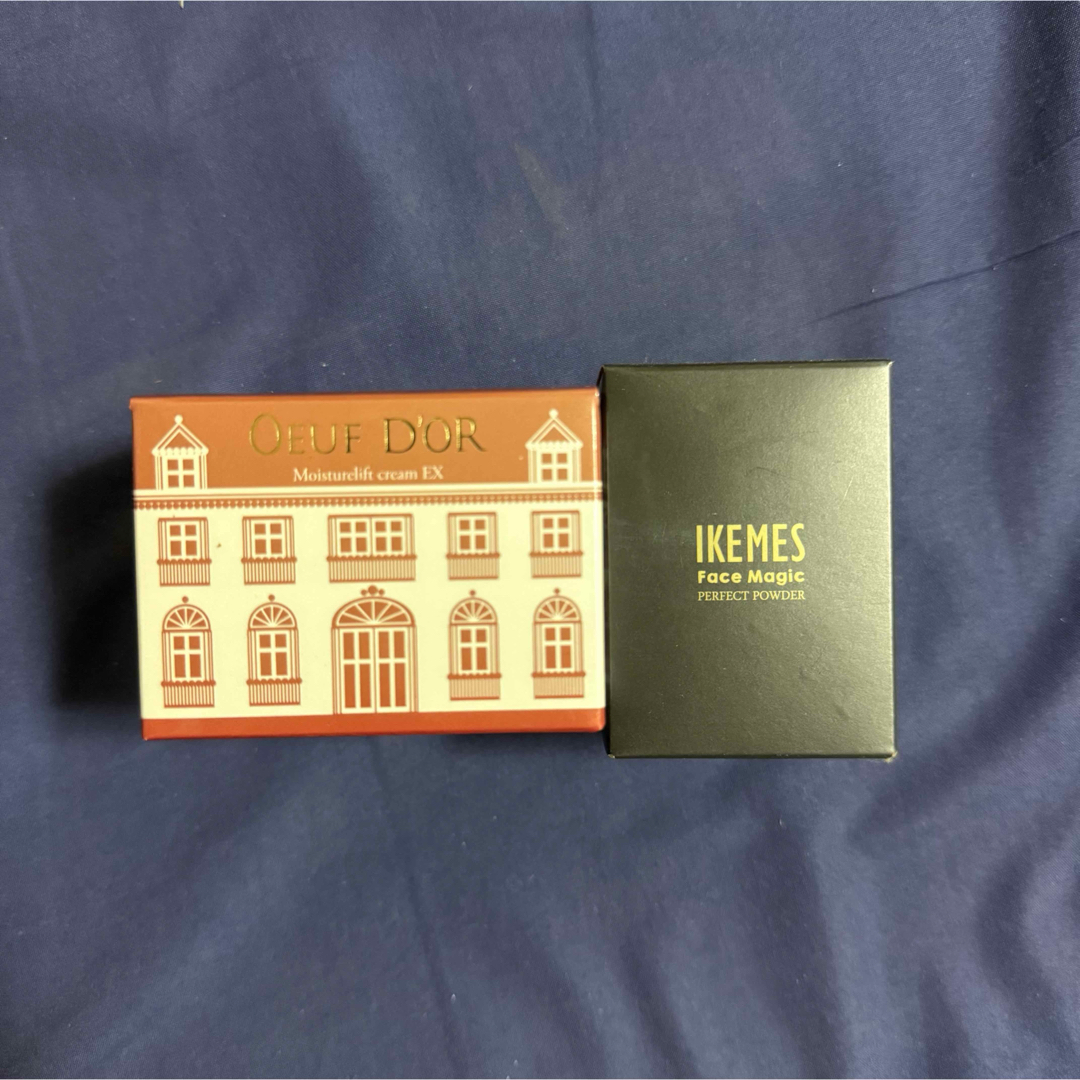 OEUF D'OR
Moisturelift cream EX
IKEMES
Face Magic
PERFECT POWDER